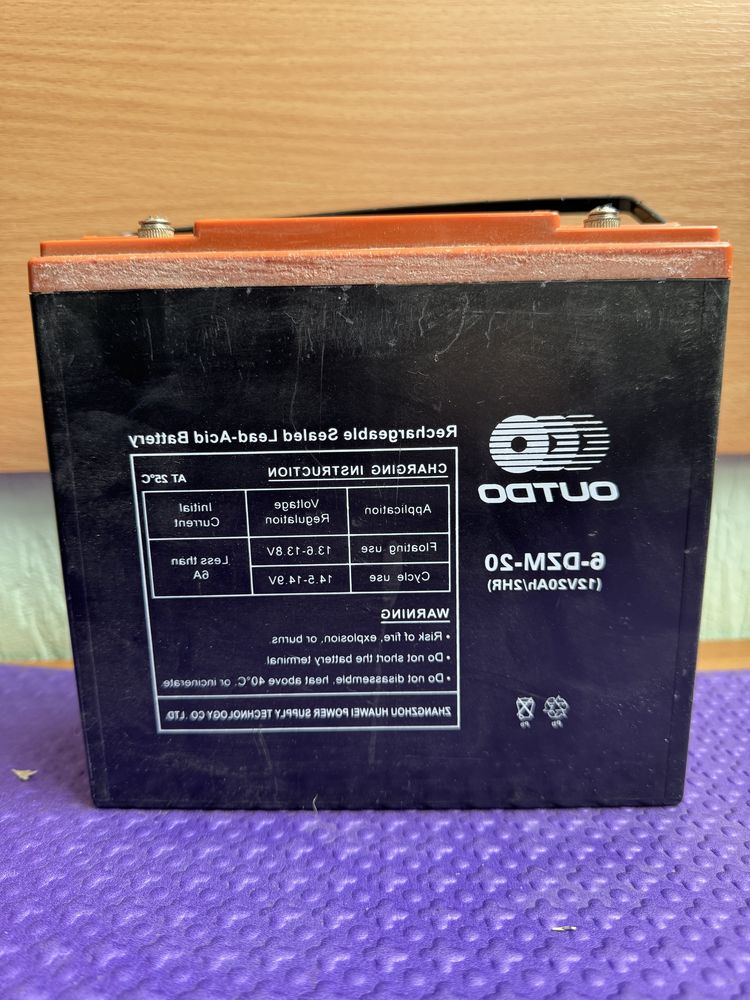 OUTDO
6-DZM-20
(12V20Ah/2HR)
Pb
Pb
Rechargeable Sealed Lead-Acid Battery
CHARGING INSTRUCTION AT 25°C
Application Voltage Regulation Initial Current
Floating use 13.6-13.8V Less than 6A
Cycle use 14.5-14.9V
WARNING
• Risk of fire, explosion, or burns.
• Do not short the battery terminal
• Do not disassemble, heat above 40°C, or incinerate.
ZHANGZHOU HUAWEI POWER SUPPLY TECHNOLOGY CO.,LTD.